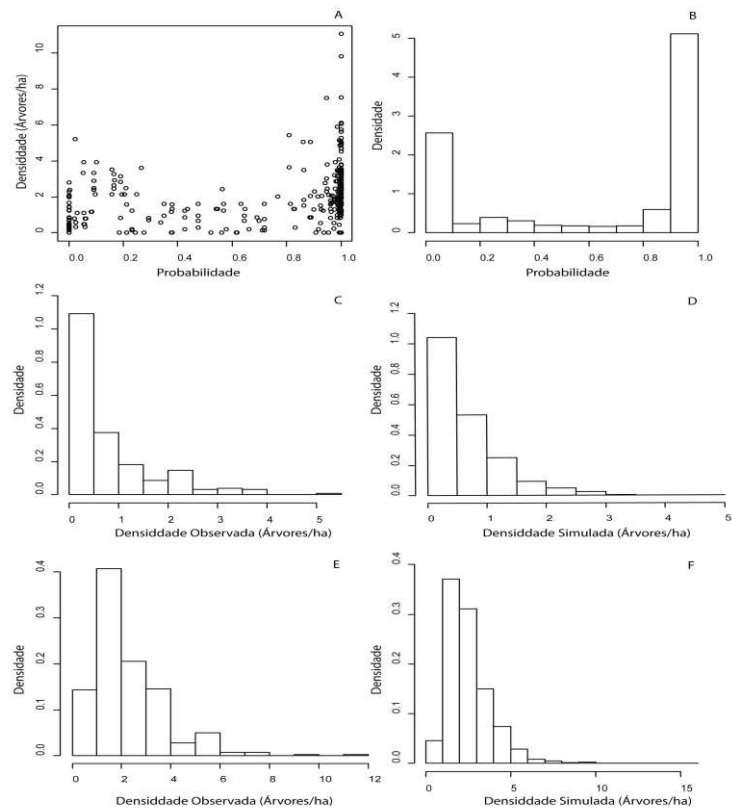 A
Densiddade (Árvores/ha)
0 2 4 6 8 10
0.0 0.2 0.4 0.6 0.8 1.0
Probabilidade
B
Densidade
0 1 2 3 4 5
0.0 0.2 0.4 0.6 0.8 1.0
Probabilidade
C
Densidade
0.0 0.2 0.4 0.6 0.8 1.0 1.2
0 1 2 3 4 5
Densiddade Observada (Árvores/ha)
D
Densidade
0.0 0.2 0.4 0.6 0.8 1.0 1.2
0 1 2 3 4 5
Densiddade Simulada (Árvores/ha)
E
Densidade
0.0 0.1 0.2 0.3 0.4
0 2 4 6 8 10 12
Densiddade Observada (Árvores/ha)
F
Densidade
0.0 0.1 0.2 0.3 0.4
0 5 10 15
Densiddade Simulada (Árvores/ha)